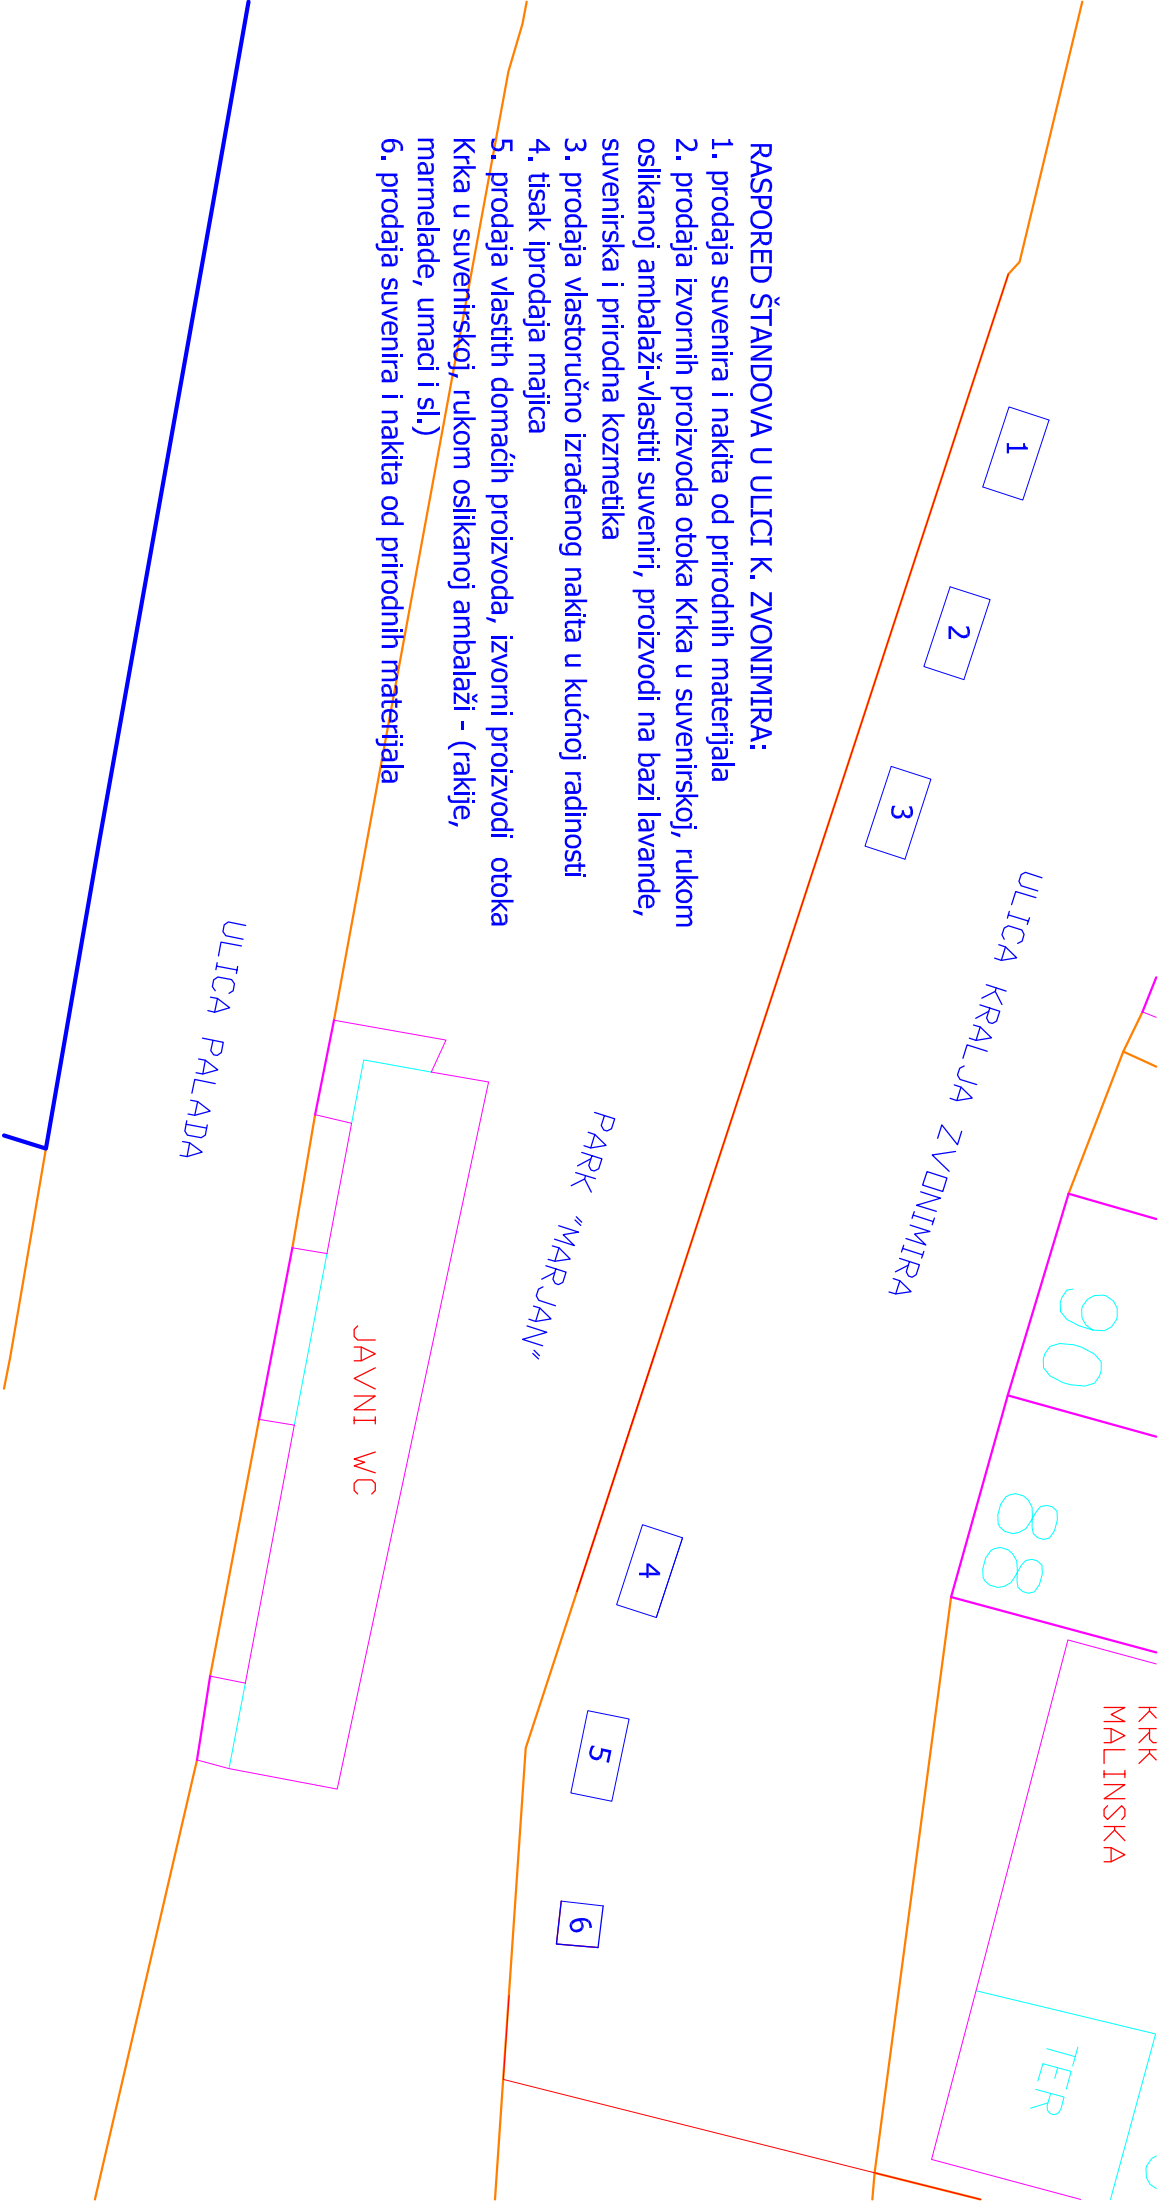 RASPORED ŠTANDOVA U ULICI K. ZVONIMIRA:
1. prodaja suvenira i nakita od prirodnih materijala
2. prodaja izvornih proizvoda otoka Krka u suvenirskoj, rukom
oslikanoj ambalaži-vlastiti suveniri, proizvodi na bazi lavande,
suvenirska i prirodna kozmetika
3. prodaja vlastoručno izrađenog nakita u kućnoj radinosti
4. tisak iprodaja majica
5. prodaja vlastith domaćih proizvoda, izvorni proizvodi otoka
Krka u suvenirskoj, rukom oslikanoj ambalaži - (rakije,
marmelade, umaci i sl.)
6. prodaja suvenira i nakita od prirodnih materijala
1
2
3
ULICA KRALJA ZVONIMIRA
ULICA PALADA
PARK "MARJAN"
JAVNI WC
90
88
4
5
6
KRK
MALINSKA
TER